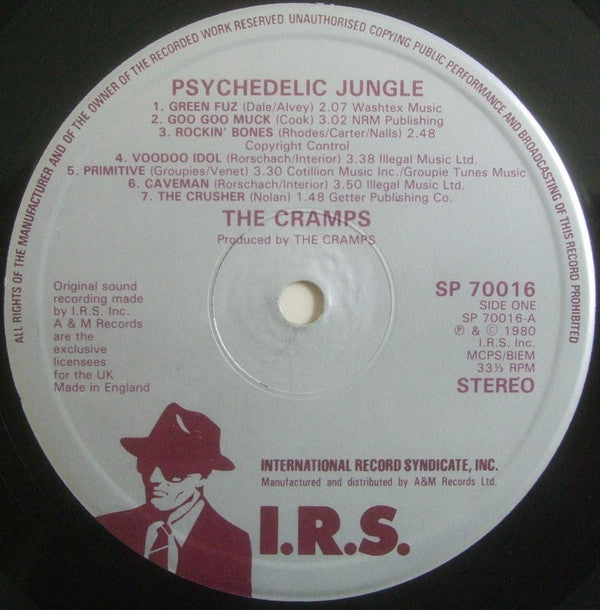 ALL RIGHTS OF THE MANUFACTURER AND OF THE OWNER OF THE RECORDED WORK RESERVED. UNAUTHORISED COPYING PUBLIC PERFORMANCE AND BROADCASTING OF THIS RECORD PROHIBITED
PSYCHEDELIC JUNGLE
1. GREEN FUZ (Dale/Alvey) 2.07 Washtex Music
2. GOO GOO MUCK (Cook) 3.02 NRM Publishing
3. ROCKIN' BONES (Rhodes/Carter/Nalls) 2.48
Copyright Control
4. VOODOO IDOL (Rorschach/Interior) 3.38 Illegal Music Ltd.
5. PRIMITIVE (Groupies/Venet) 3.30 Cotillion Music Inc./Groupie Tunes Music
6. CAVEMAN (Rorschach/Interior) 3.50 Illegal Music Ltd.
7. THE CRUSHER (Nolan) 1.48 Getter Publishing Co.
THE CRAMPS
Produced by THE CRAMPS
Original sound
recording made
by I.R.S. Inc.
A & M Records
are the
exclusive
licensees
for the UK
Made in England
SP 70016
SIDE ONE
SP 70016-A
℗ & © 1980
I.R.S. Inc.
MCPS/BIEM
33⅓ RPM
STEREO
INTERNATIONAL RECORD SYNDICATE, INC.
Manufactured and distributed by A&M Records Ltd.
I.R.S.